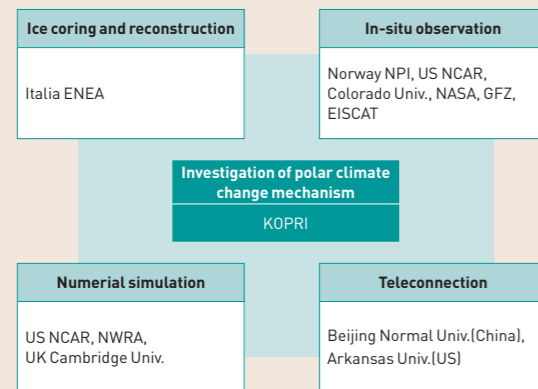 Ice coring and reconstruction
Italia ENEA
In-situ observation
Norway NPI, US NCAR,
Colorado Univ., NASA, GFZ,
EISCAT
Investigation of polar climate
change mechanism
KOPRI
Numerial simulation
US NCAR, NWRA,
UK Cambridge Univ.
Teleconnection
Beijing Normal Univ.(China),
Arkansas Univ.(US)